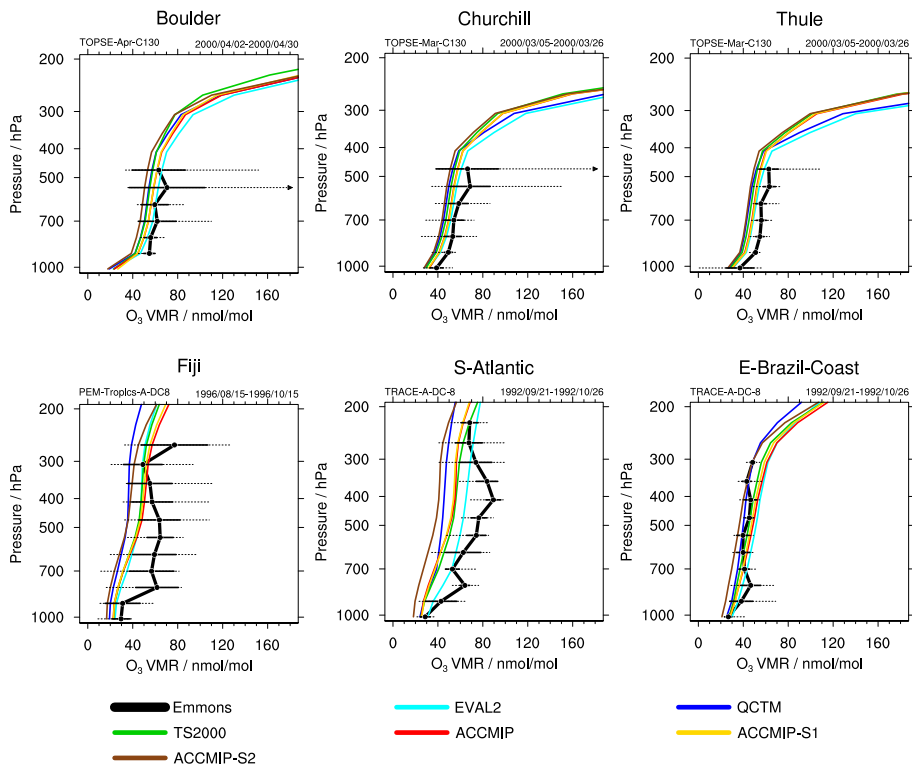 Boulder
Churchill
Thule
TOPSE-Apr-C130 2000/04/02-2000/04/30
TOPSE-Mar-C130 2000/03/05-2000/03/26
TOPSE-Mar-C130 2000/03/05-2000/03/26
Pressure / hPa
200
300
400
500
700
1000
0 40 80 120 160
O₃ VMR / nmol/mol
Pressure / hPa
200
300
400
500
700
1000
0 40 80 120 160
O₃ VMR / nmol/mol
Pressure / hPa
200
300
400
500
700
1000
0 40 80 120 160
O₃ VMR / nmol/mol
Fiji
S-Atlantic
E-Brazil-Coast
PEM-Tropics-A-DC8 1996/08/15-1996/10/15
TRACE-A-DC-8 1992/09/21-1992/10/26
TRACE-A-DC-8 1992/09/21-1992/10/26
Pressure / hPa
200
300
400
500
700
1000
0 40 80 120 160
O₃ VMR / nmol/mol
Pressure / hPa
200
300
400
500
700
1000
0 40 80 120 160
O₃ VMR / nmol/mol
Pressure / hPa
200
300
400
500
700
1000
0 40 80 120 160
O₃ VMR / nmol/mol
Emmons
EVAL2
QCTM
TS2000
ACCMIP
ACCMIP-S1
ACCMIP-S2